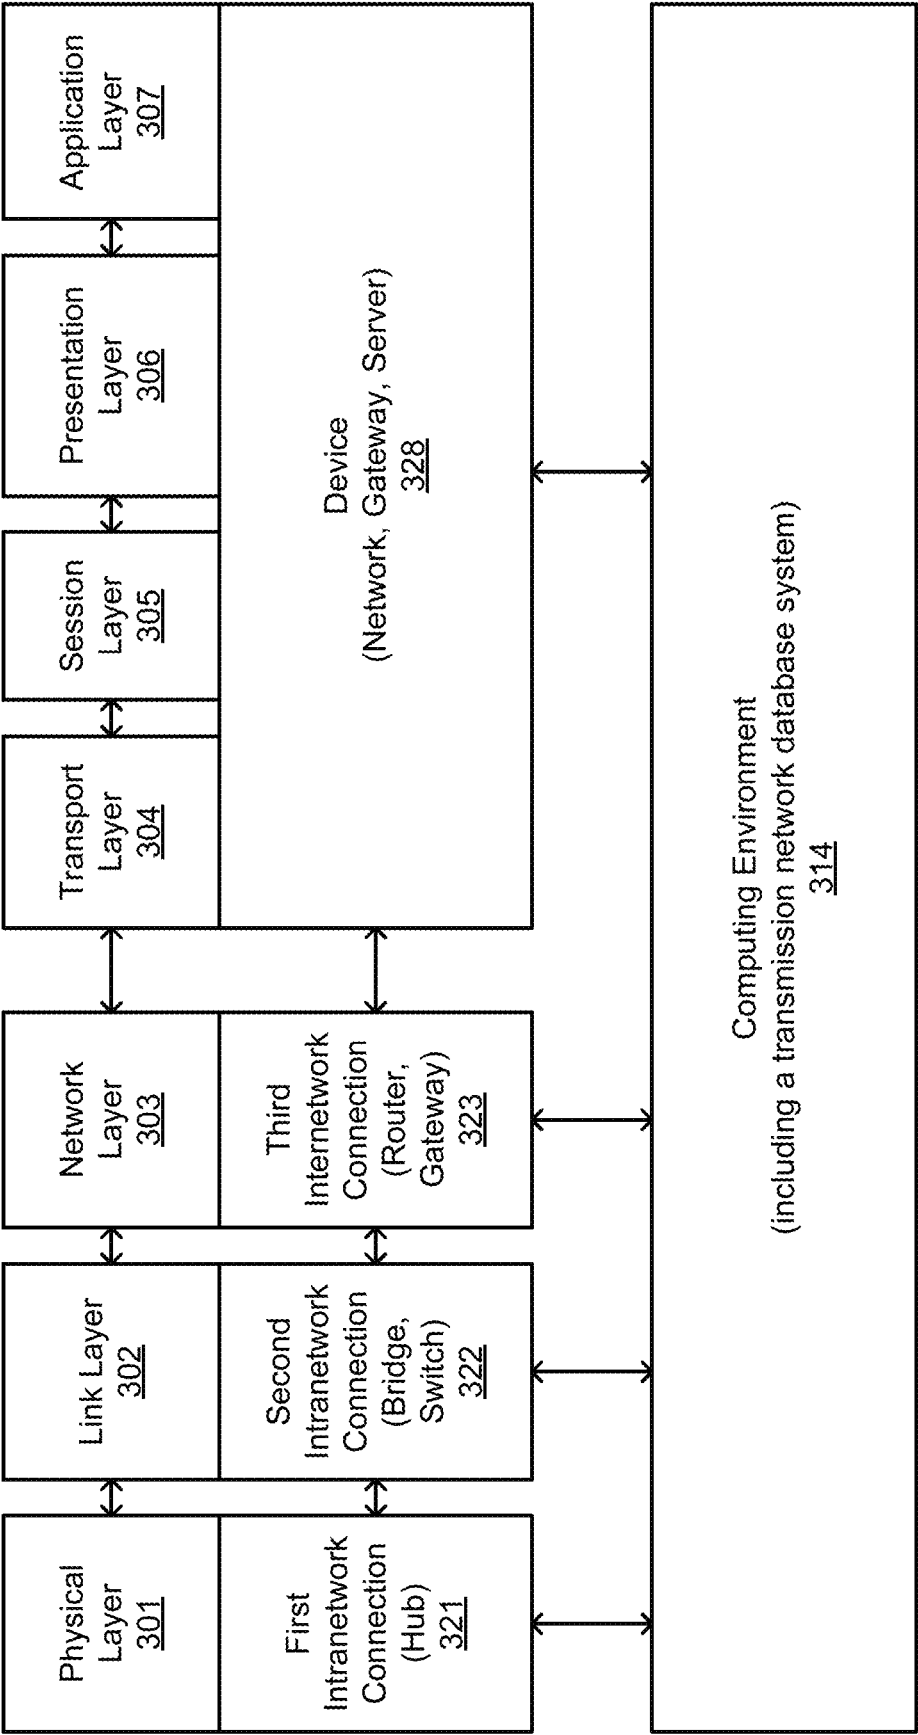 Physical
Layer
301
Link Layer
302
Network
Layer
303
Transport
Layer
304
Session
Layer
305
Presentation
Layer
306
Application
Layer
307
First
Intranetwork
Connection
(Hub)
321
Second
Intranetwork
Connection
(Bridge,
Switch)
322
Third
Internetwork
Connection
(Router,
Gateway)
323
Device
(Network, Gateway, Server)
328
Computing Environment
(including a transmission network database system)
314